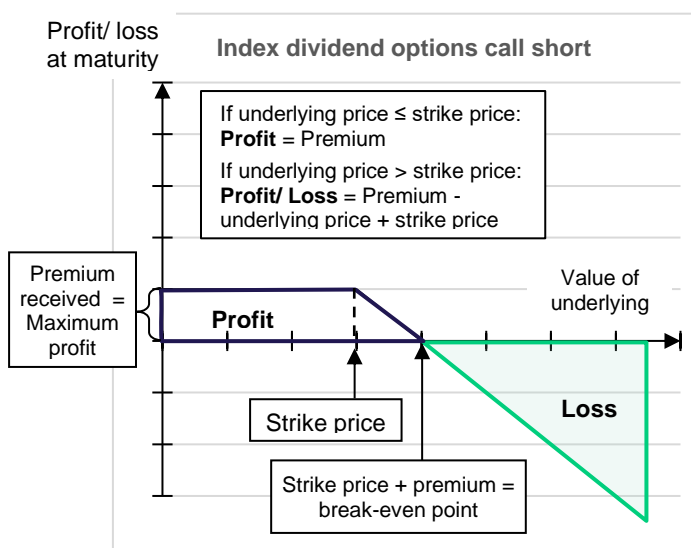 Profit/ loss
at maturity
Index dividend options call short
If underlying price ≤ strike price:
Profit = Premium
If underlying price > strike price:
Profit/ Loss = Premium -
underlying price + strike price
Premium
received =
Maximum
profit
Value of
underlying
Profit
Loss
Strike price
Strike price + premium =
break-even point